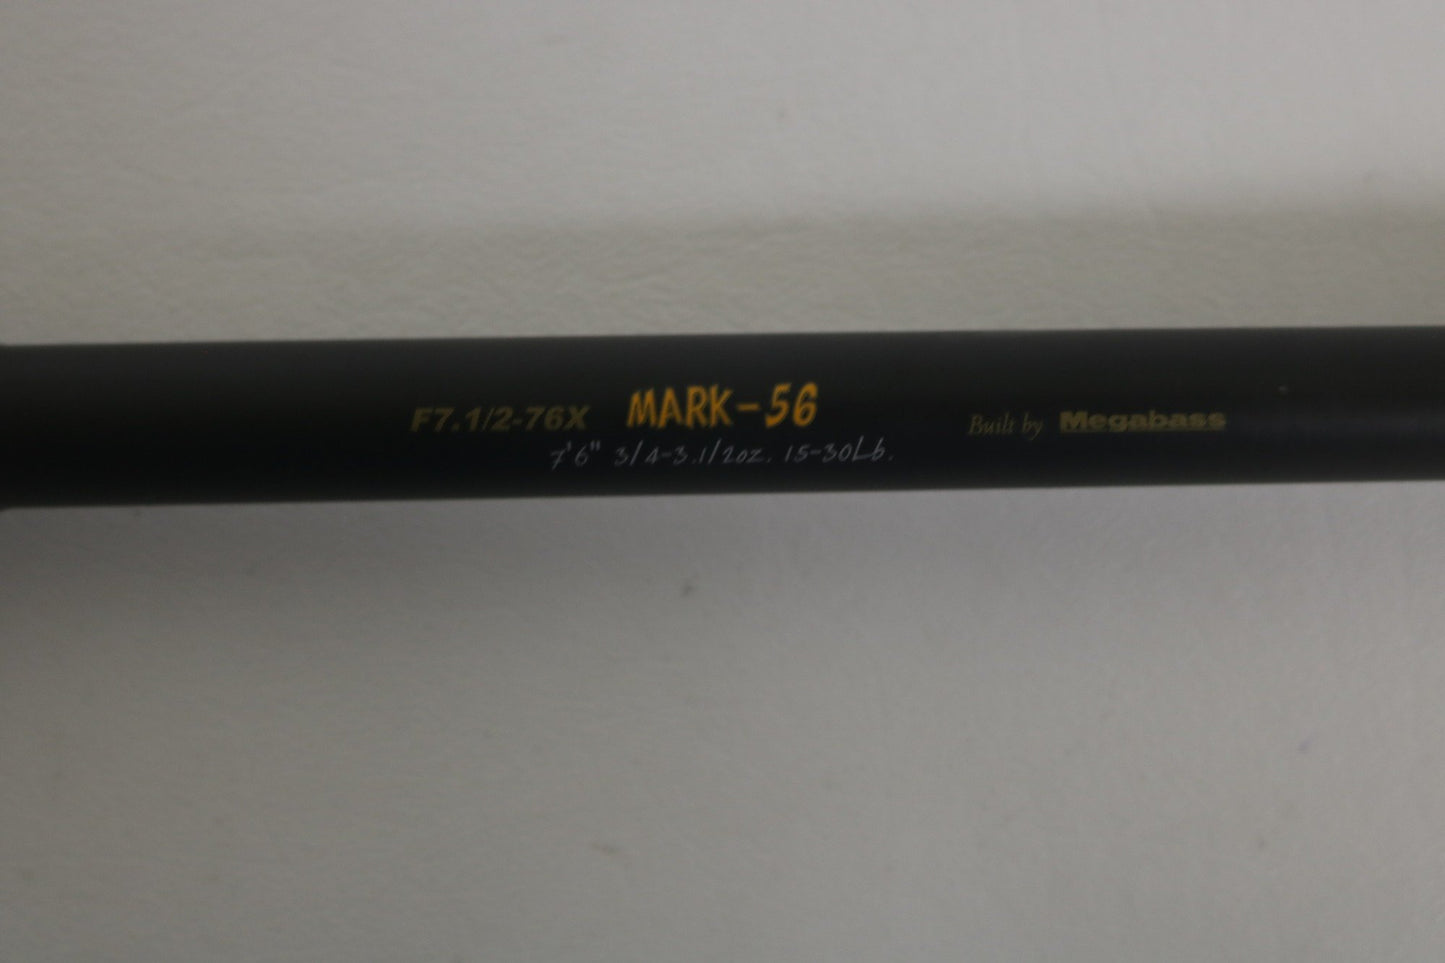 F7.1/2-76X MARK-56 Built by Megabass
7'6" 3/4-3.1/2oz. 15-30Lb.